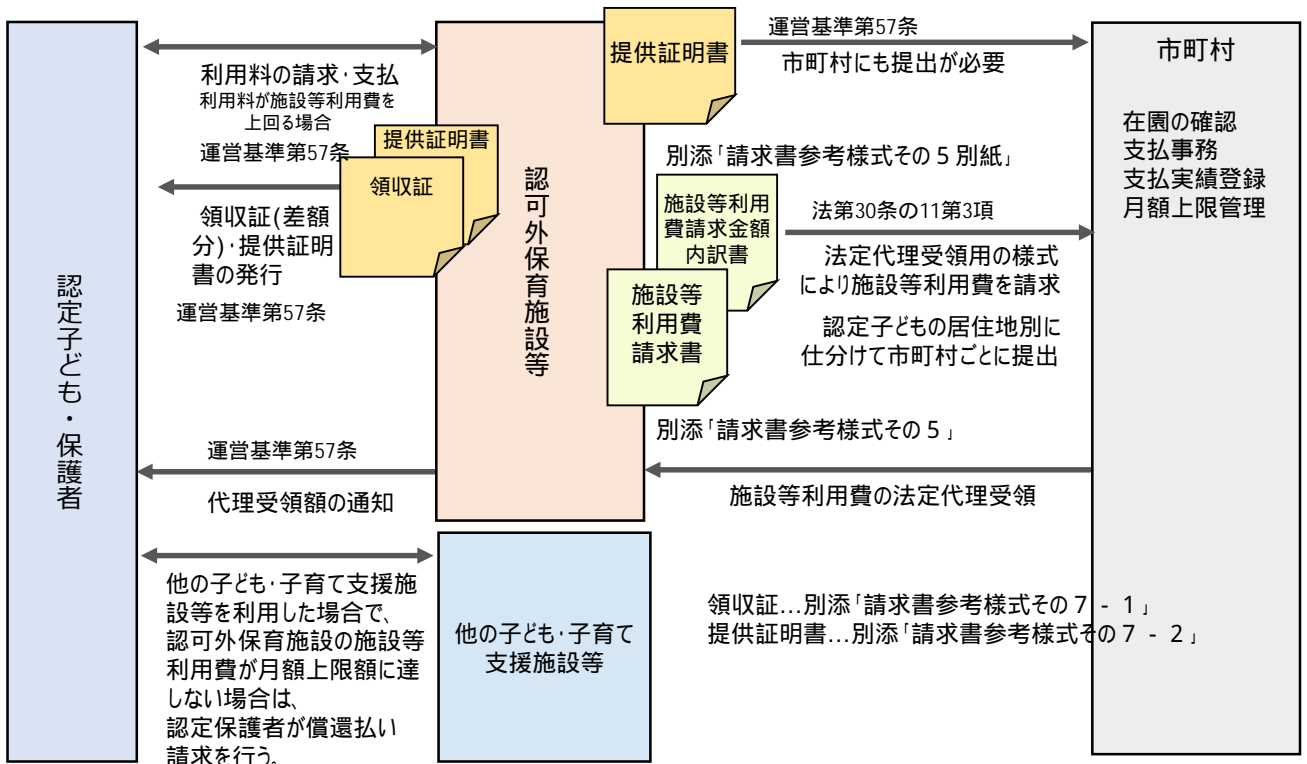 認定子ども・保護者
利用料の請求・支払
利用料が施設等利用費を
上回る場合
運営基準第57条
提供証明書
領収証
領収証(差額
分)・提供証明
書の発行
運営基準第57条
運営基準第57条
代理受領額の通知
他の子ども・子育て支援施
設等を利用した場合で、
認可外保育施設の施設等
利用費が月額上限額に達
しない場合は、
認定保護者が償還払い
請求を行う。
認可外保育施設等
他の子ども・子育て
支援施設等
提供証明書
運営基準第57条
市町村にも提出が必要
別添「請求書参考様式その5別紙」
施設等利用
費請求金額
内訳書
施設等
利用費
請求書
法第30条の11第3項
法定代理受領用の様式
により施設等利用費を請求
認定子どもの居住地別に
仕分けて市町村ごとに提出
別添「請求書参考様式その5」
施設等利用費の法定代理受領
領収証…別添「請求書参考様式その7-1」
提供証明書…別添「請求書参考様式その7-2」
市町村
在園の確認
支払事務
支払実績登録
月額上限管理